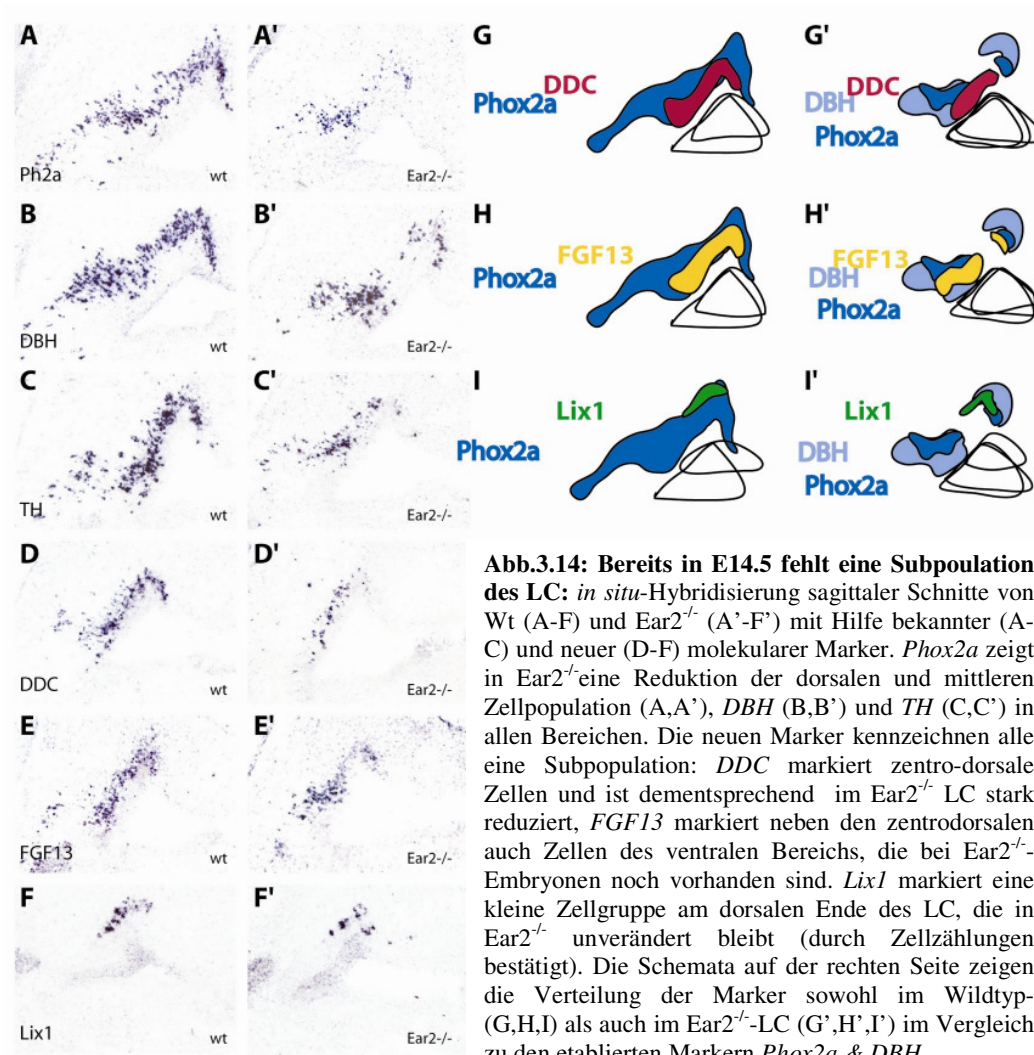 A
A'
G
G'
Phox2a
DDC
DDC
DBH
Phox2a
Ph2a
wt
Ear2-/-
B
B'
H
H'
FGF13
Phox2a
FGF13
DBH
Phox2a
DBH
wt
Ear2-/-
C
C'
I
I'
Lix1
Lix1
Phox2a
DBH
Phox2a
TH
wt
Ear2-/-
D
D'
DDC
wt
Ear2-/-
E
E'
FGF13
wt
Ear2-/-
F
F'
Lix1
wt
Ear2-/-
Abb.3.14: Bereits in E14.5 fehlt eine Subpoulation
des LC: in situ-Hybridisierung sagittaler Schnitte von
Wt (A-F) und Ear2-/- (A’-F’) mit Hilfe bekannter (A-
C) und neuer (D-F) molekularer Marker. Phox2a zeigt
in Ear2-/-eine Reduktion der dorsalen und mittleren
Zellpopulation (A,A’), DBH (B,B’) und TH (C,C’) in
allen Bereichen. Die neuen Marker kennzeichnen alle
eine Subpopulation: DDC markiert zentro-dorsale
Zellen und ist dementsprechend im Ear2-/- LC stark
reduziert, FGF13 markiert neben den zentrodorsalen
auch Zellen des ventralen Bereichs, die bei Ear2-/--
Embryonen noch vorhanden sind. Lix1 markiert eine
kleine Zellgruppe am dorsalen Ende des LC, die in
Ear2-/- unverändert bleibt (durch Zellzählungen
bestätigt). Die Schemata auf der rechten Seite zeigen
die Verteilung der Marker sowohl im Wildtyp-
(G,H,I) als auch im Ear2-/--LC (G’,H’,I’) im Vergleich
zu den etablierten Markern Phox2a & DBH